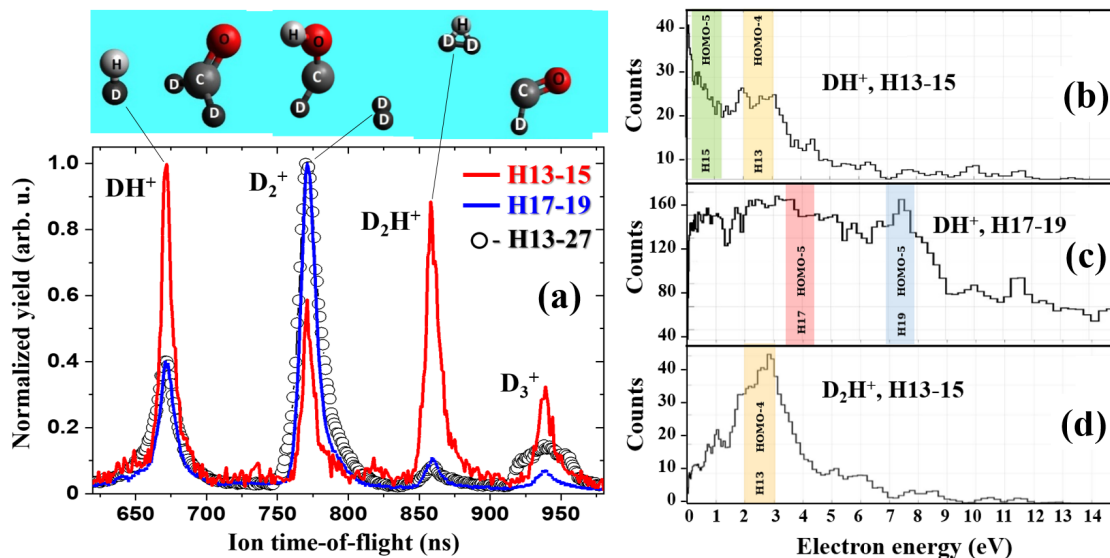 H
D
D
D
C
O
H
O
C
D
D
D
H
D
D
C
O
D
Normalized yield (arb. u.)
1.0
0.8
0.6
0.4
0.2
0
DH⁺
D₂⁺
D₂H⁺
D₃⁺
H13-15
H17-19
- H13-27
(a)
650 700 750 800 850 900 950
Ion time-of-flight (ns)
Counts
40
30
20
10
HOMO-5
H15
HOMO-4
H13
DH⁺, H13-15
(b)
Counts
160
120
80
40
HOMO-5
H17
HOMO-5
H19
DH⁺, H17-19
(c)
Counts
40
30
20
10
0
HOMO-4
H13
D₂H⁺, H13-15
(d)
0 1 2 3 4 5 6 7 8 9 10 11 12 13 14
Electron energy (eV)